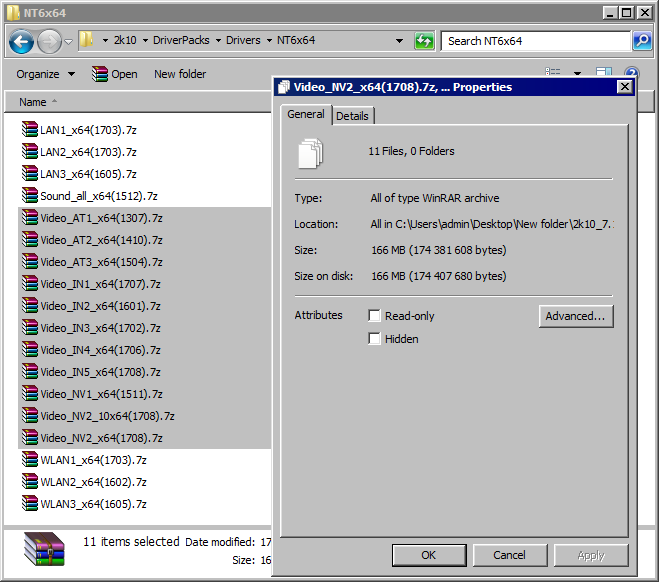 NT6x64
2k10 DriverPacks Drivers NT6x64
Search NT6x64
Organize Open New folder
Name
LAN1_x64(1703).7z
LAN2_x64(1703).7z
LAN3_x64(1605).7z
Sound_all_x64(1512).7z
Video_AT1_x64(1307).7z
Video_AT2_x64(1410).7z
Video_AT3_x64(1504).7z
Video_IN1_x64(1707).7z
Video_IN2_x64(1601).7z
Video_IN3_x64(1702).7z
Video_IN4_x64(1706).7z
Video_IN5_x64(1708).7z
Video_NV1_x64(1511).7z
Video_NV2_10x64(1708).7z
Video_NV2_x64(1708).7z
WLAN1_x64(1703).7z
WLAN2_x64(1602).7z
WLAN3_x64(1605).7z
11 items selected Date modified: 17
Size: 16
Video_NV2_x64(1708).7z, ... Properties
General Details
11 Files, 0 Folders
Type: All of type WinRAR archive
Location: All in C:\Users\admin\Desktop\New folder\2k10_7.
Size: 166 MB (174 381 608 bytes)
Size on disk: 166 MB (174 407 680 bytes)
Attributes Read-only Advanced...
Hidden
OK Cancel Apply